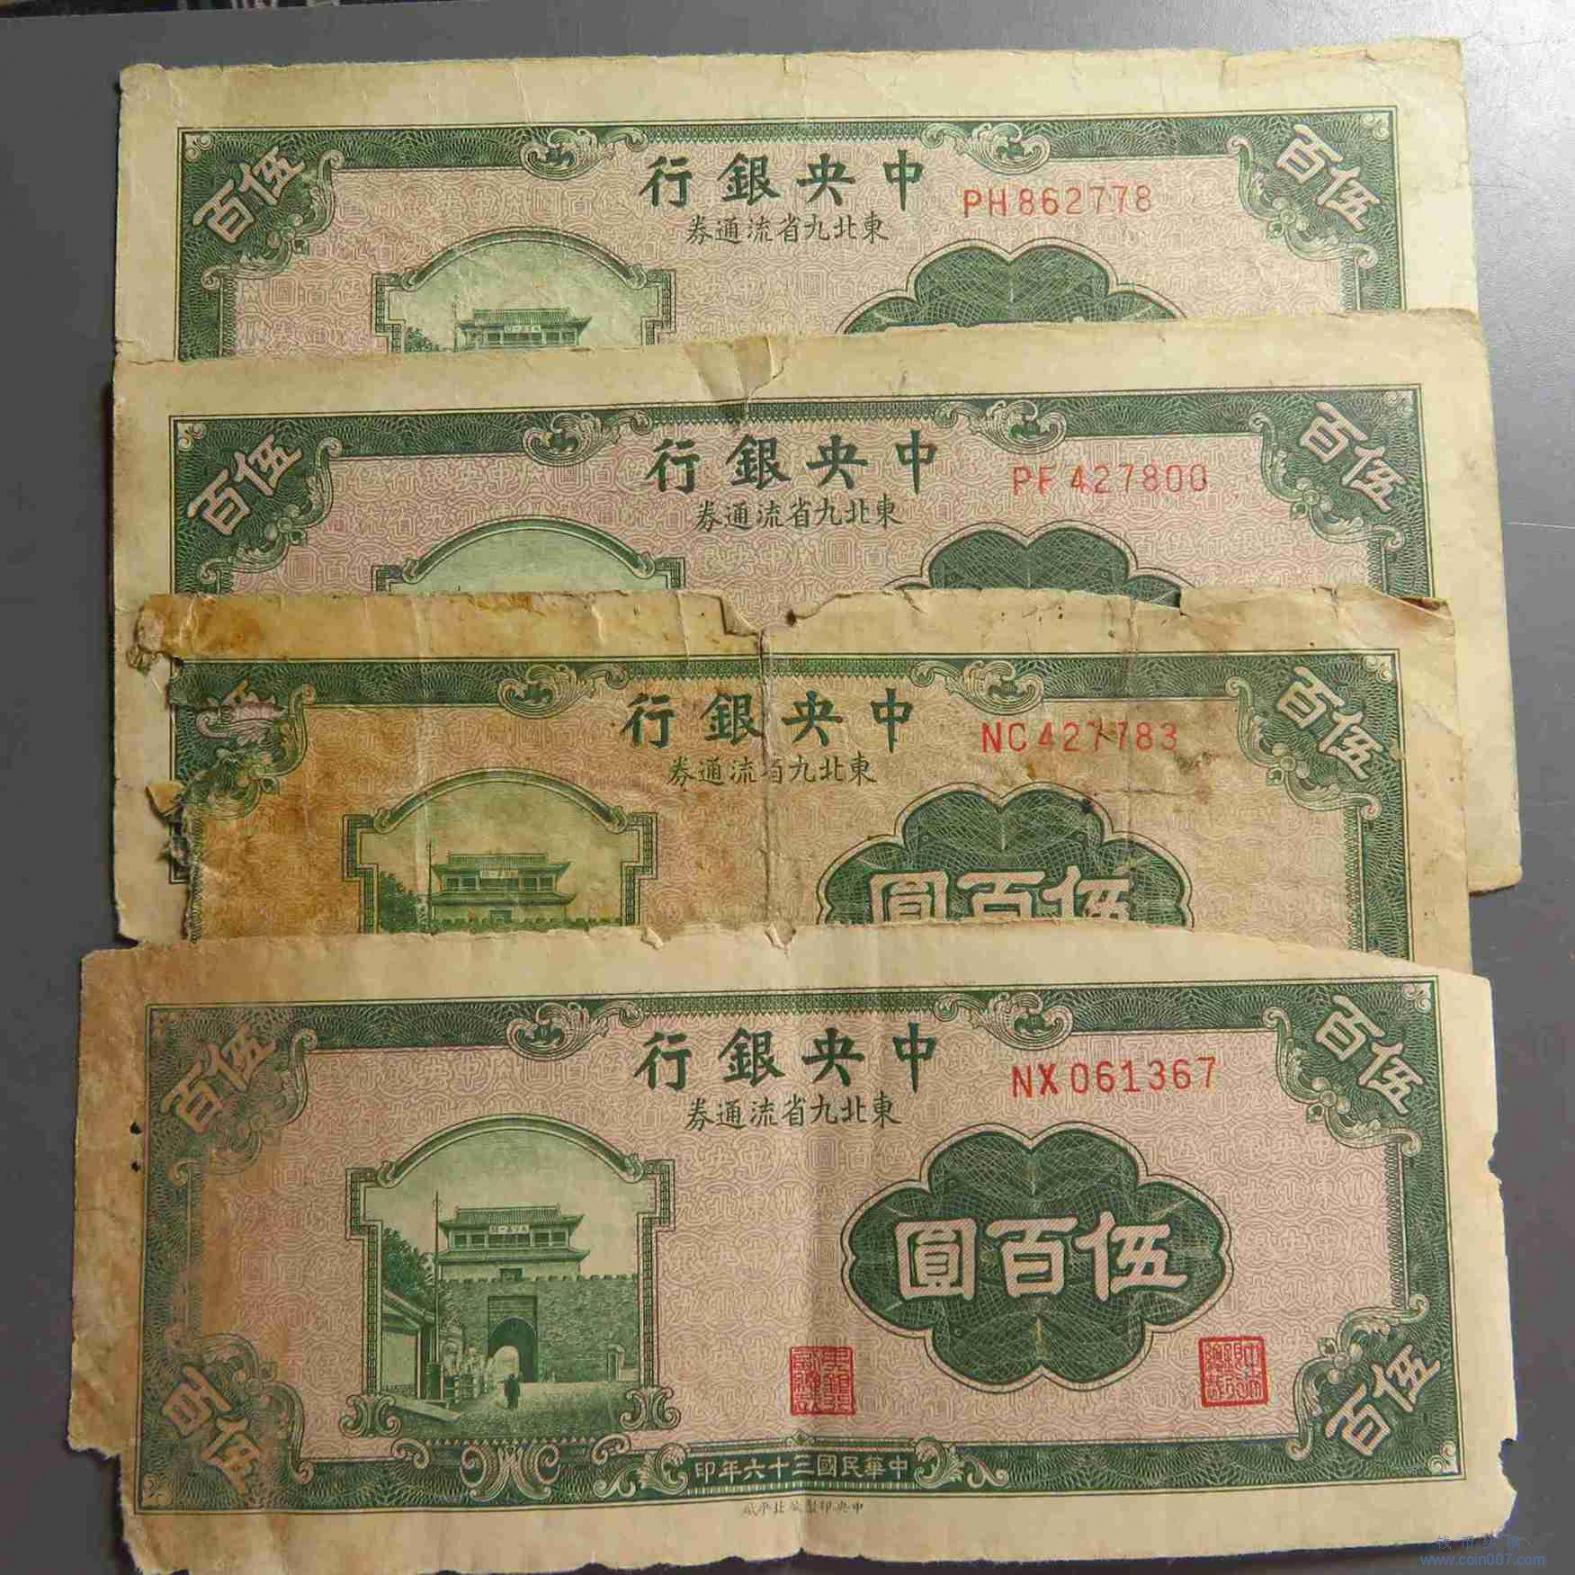 百伍
百伍
行銀央中
PH862778
券通流省九北東
百伍
百伍
行銀央中
PF427800
券通流省九北東
百伍
行銀央中
NC427783
券通流省九北東
圓百伍
百伍
百伍
行銀央中
NX061367
券通流省九北東
圓百伍
百伍
百伍
印年六十三國民華中
www.coin007.com